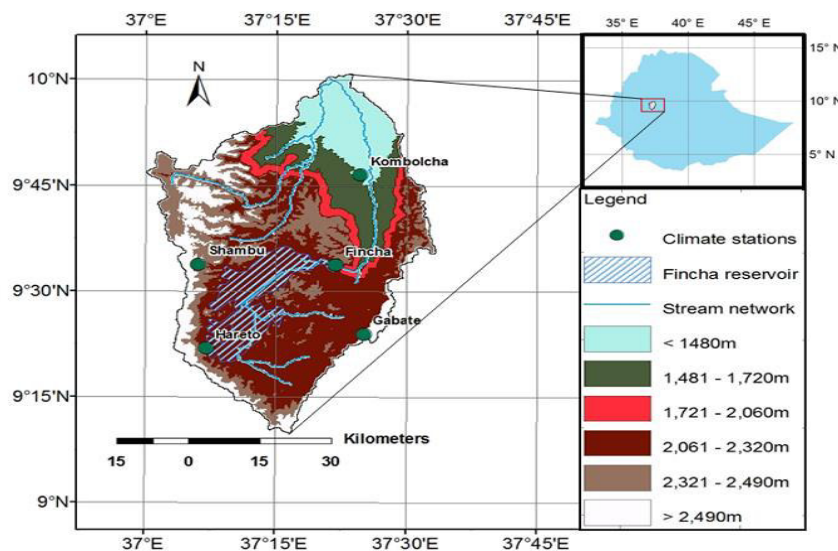 37°E 37°15'E 37°30'E 37°45'E
N
10°N
Kombolcha
9°45'N
Shambu
Fincha
9°30'N
Hareto
Gabate
9°15'N
Kilometers
15 0 15 30
9°N
37°E 37°15'E 37°30'E 37°45'E
35° E 40° E 45° E
15° N
10° N
5° N
Legend
Climate stations
Fincha reservoir
Stream network
< 1480m
1,481 - 1,720m
1,721 - 2,060m
2,061 - 2,320m
2,321 - 2,490m
> 2,490m